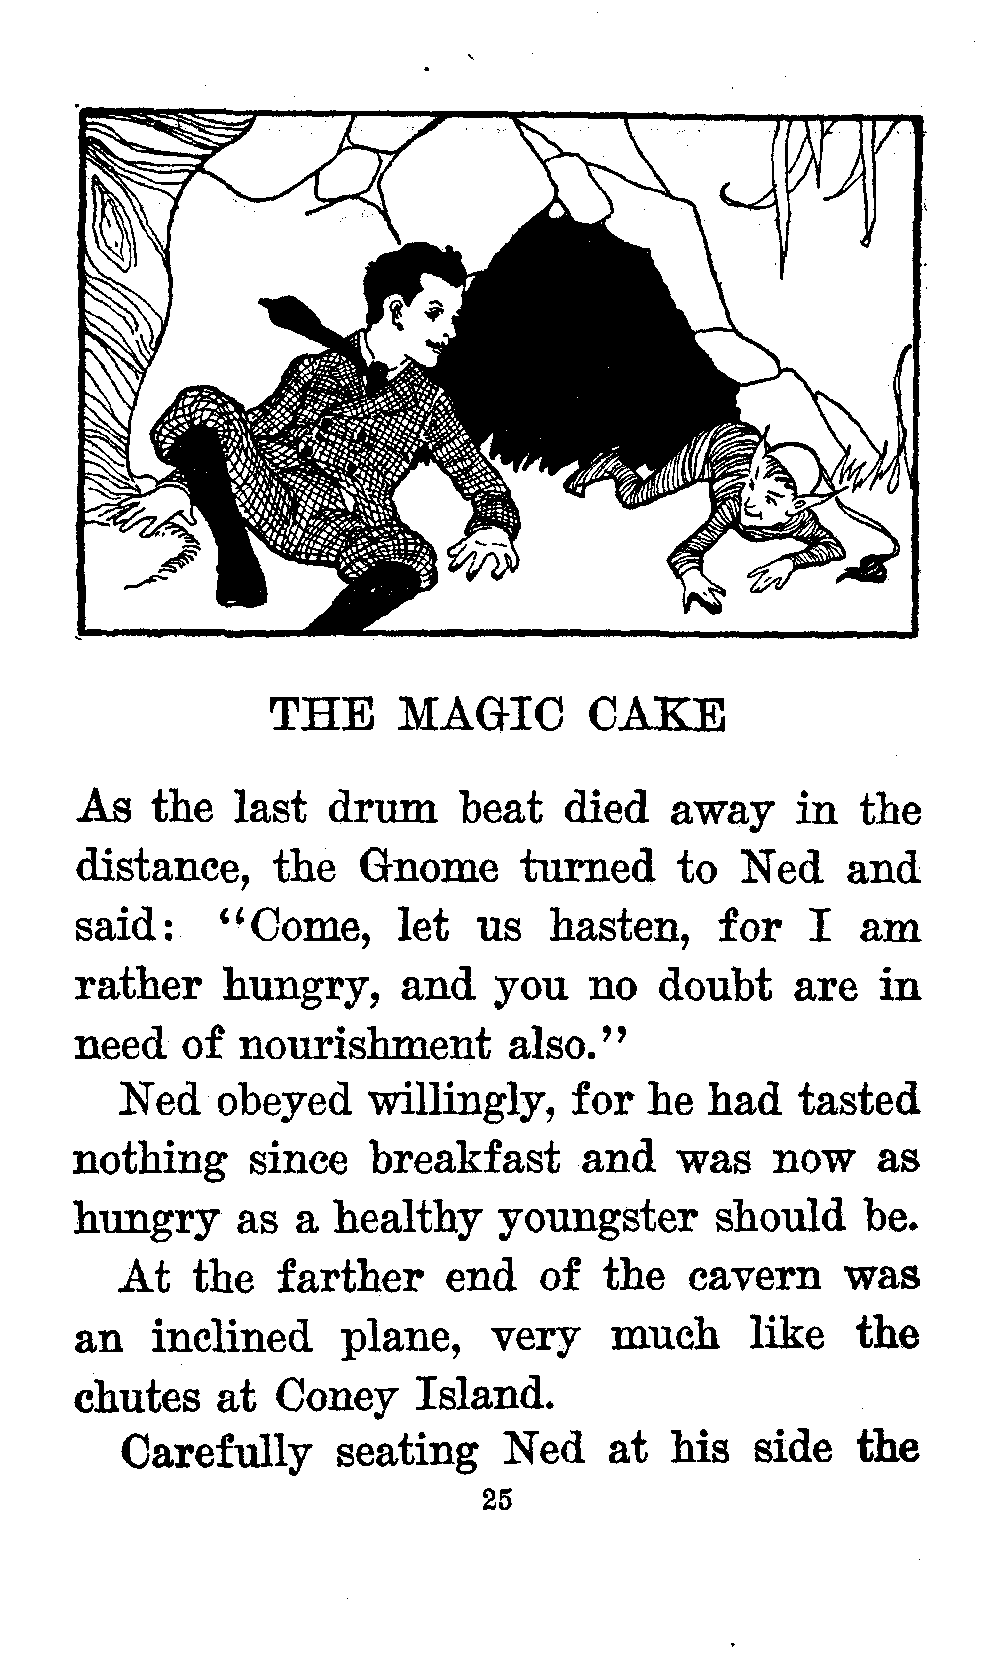 THE MAGIC CAKE
As the last drum beat died away in the
distance, the Gnome turned to Ned and
said: “Come, let us hasten, for I am
rather hungry, and you no doubt are in
need of nourishment also.”
Ned obeyed willingly, for he had tasted
nothing since breakfast and was now as
hungry as a healthy youngster should be.
At the farther end of the cavern was
an inclined plane, very much like the
chutes at Coney Island.
Carefully seating Ned at his side the
25